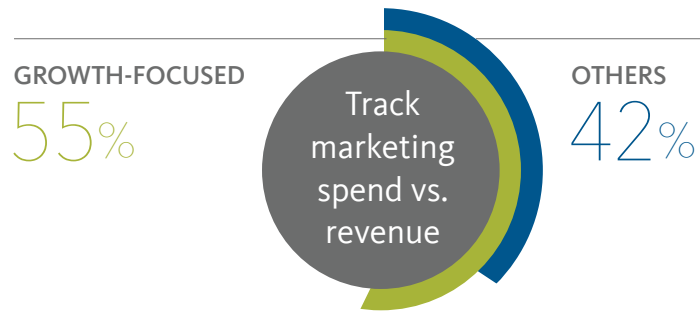 GROWTH-FOCUSED
55%
Track
marketing
spend vs.
revenue
OTHERS
42%